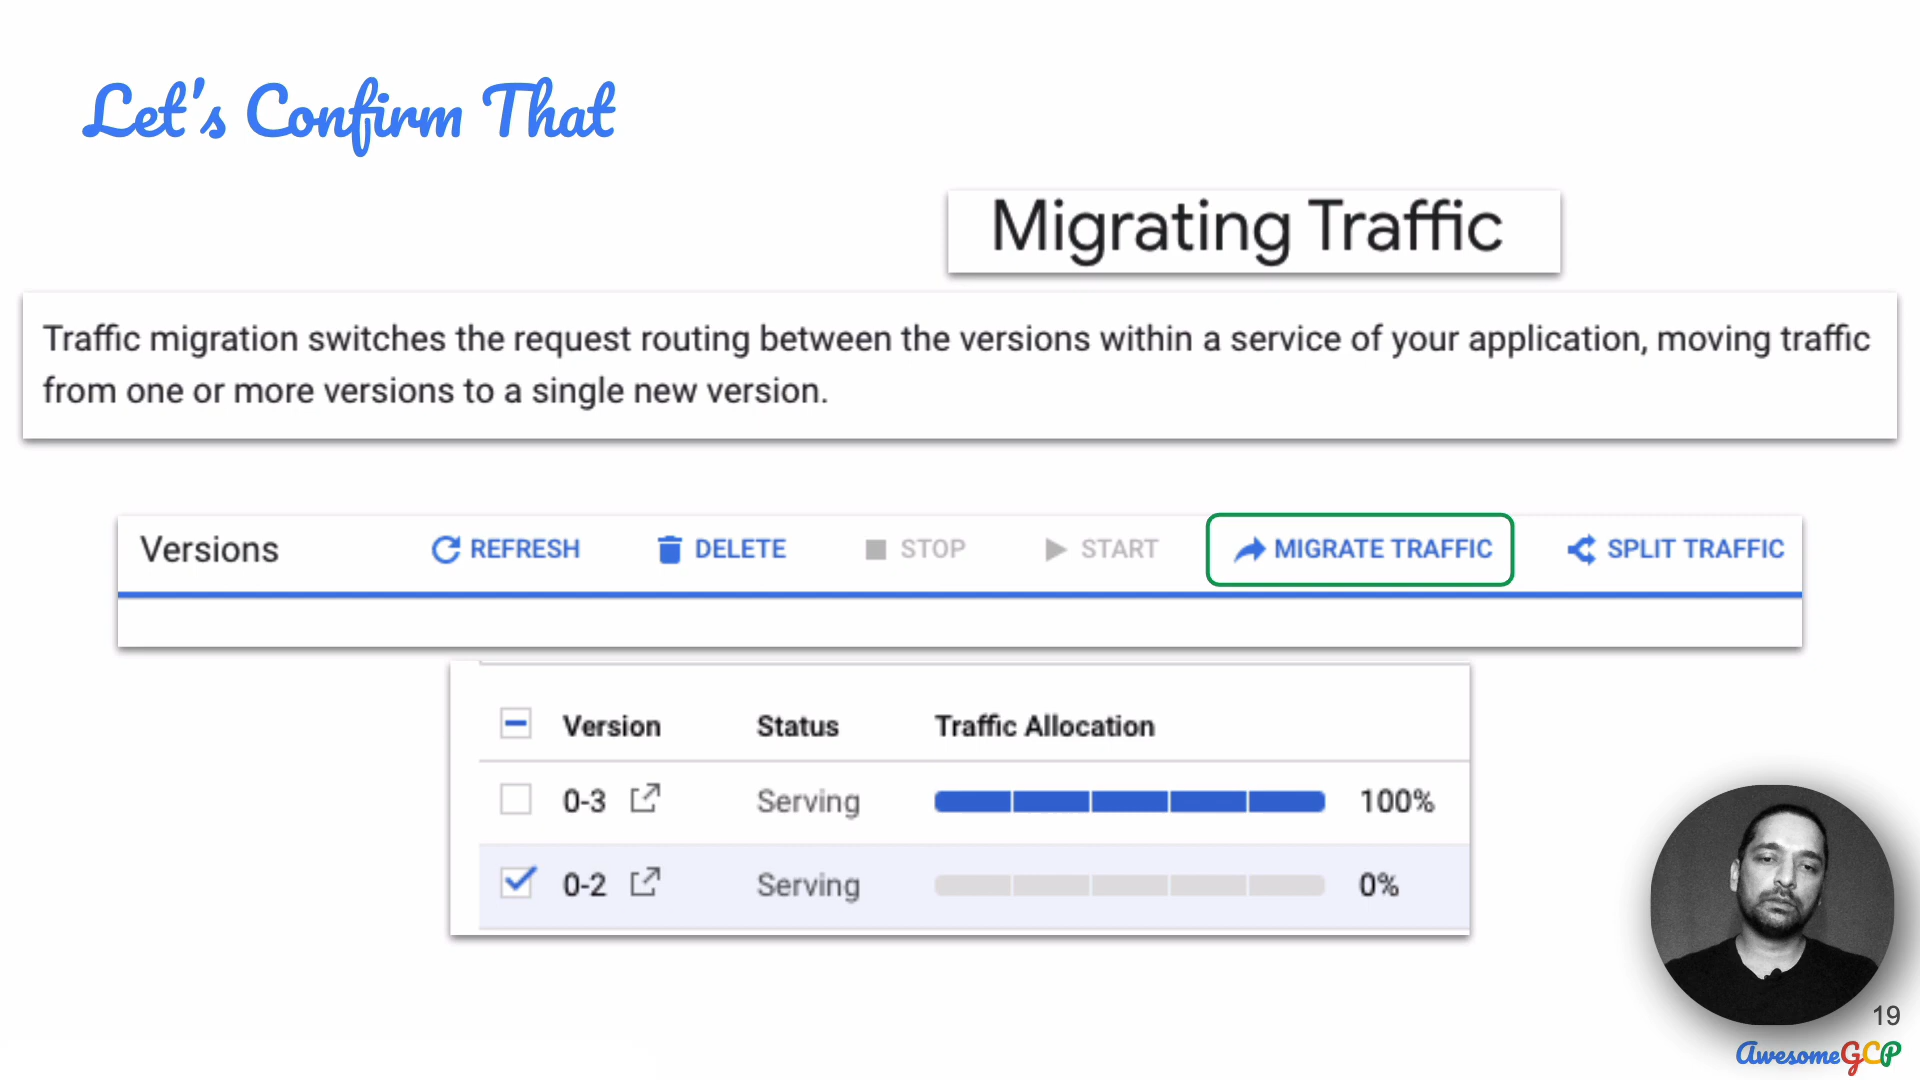 Let's Confirm That
Migrating Traffic
Traffic migration switches the request routing between the versions within a service of your application, moving traffic
from one or more versions to a single new version.
Versions REFRESH DELETE STOP START MIGRATE TRAFFIC SPLIT TRAFFIC
Version Status Traffic Allocation
0-3 Serving 100%
0-2 Serving 0%
19
AwesomeGCP